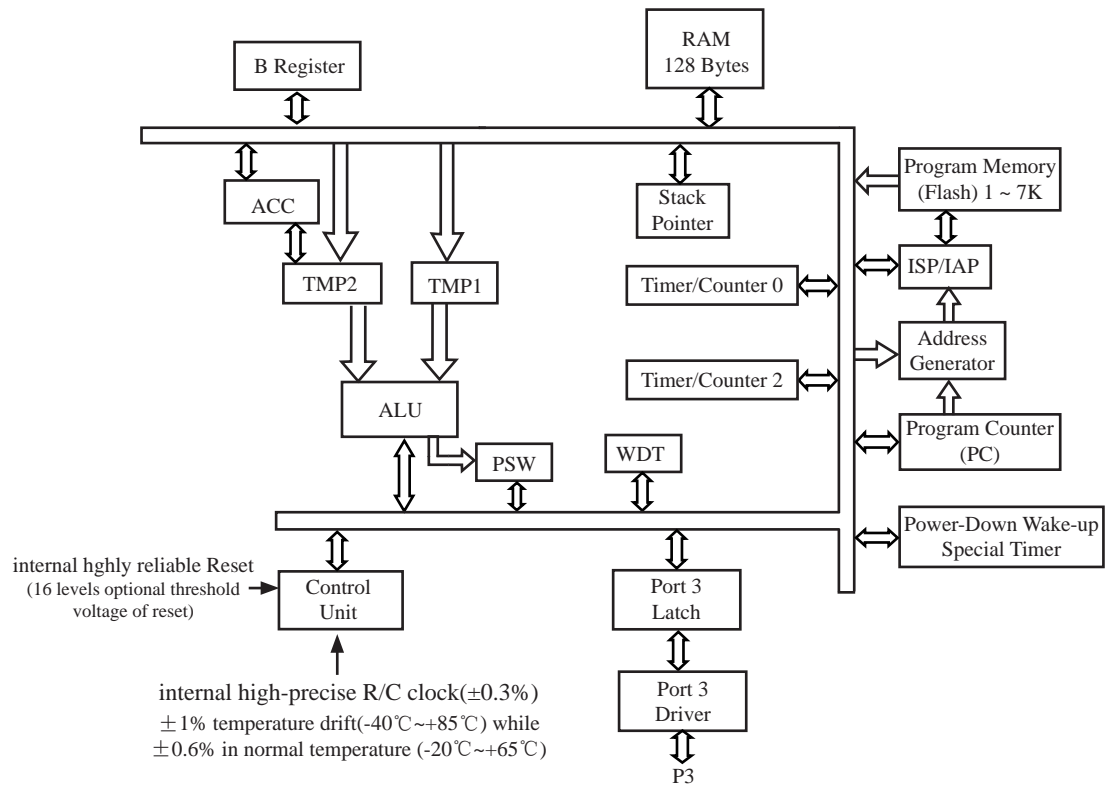 RAM
128 Bytes
B Register
Program Memory
(Flash) 1 ~ 7K
ACC
Stack
Pointer
ISP/IAP
TMP2
TMP1
Timer/Counter 0
Address
Generator
Timer/Counter 2
ALU
Program Counter
(PC)
PSW
WDT
Power-Down Wake-up
Special Timer
internal hghly reliable Reset
(16 levels optional threshold
voltage of reset)
Control
Unit
Port 3
Latch
internal high-precise R/C clock(±0.3%)
±1% temperature drift(-40℃~+85℃) while
±0.6% in normal temperature (-20℃~+65℃)
Port 3
Driver
P3